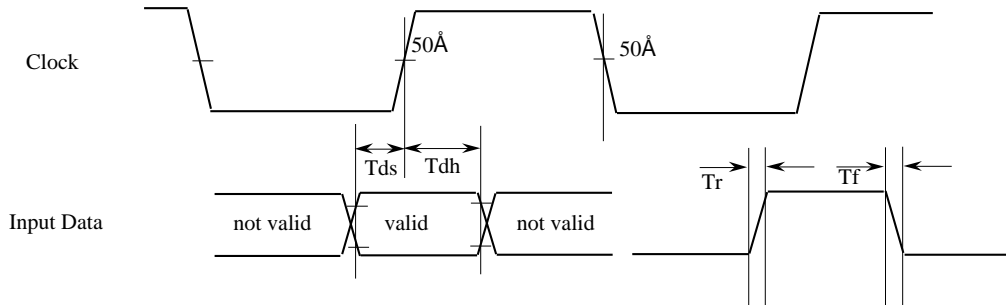 50Å
50Å
Clock
Tds
Tdh
Tr
Tf
Input Data
not valid
valid
not valid